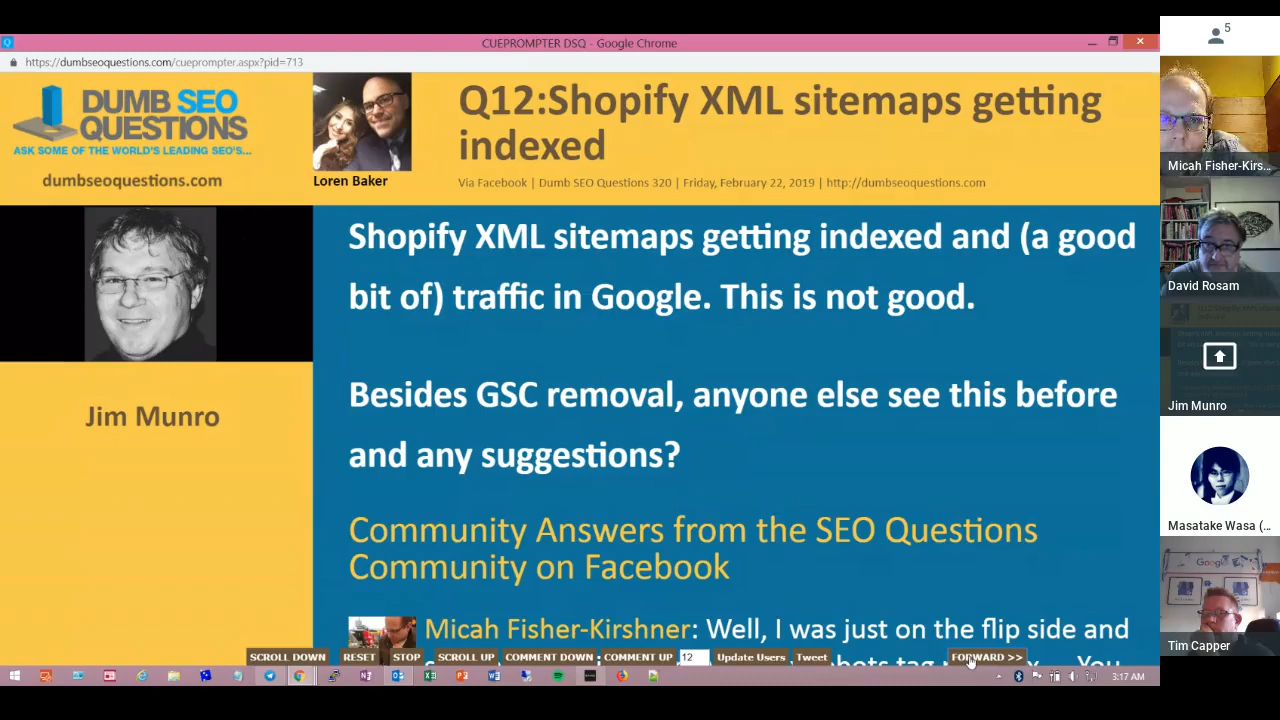 CUEPROMPTER DSQ - Google Chrome
https://dumbseoquestions.com/cueprompter.aspx?pid=713
DUMB SEO
QUESTIONS
ASK SOME OF THE WORLD'S LEADING SEO'S...
dumbseoquestions.com
Loren Baker
Q12:Shopify XML sitemaps getting
indexed
Via Facebook | Dumb SEO Questions 320 | Friday, February 22, 2019 | http://dumbseoquestions.com
Jim Munro
Shopify XML sitemaps getting indexed and (a good
bit of) traffic in Google. This is not good.
Besides GSC removal, anyone else see this before
and any suggestions?
Community Answers from the SEO Questions
Community on Facebook
Micah Fisher-Kirshner: Well, I was just on the flip side and
SCROLL DOWN RESET STOP SCROLL UP COMMENT DOWN COMMENT UP 12 Update Users Tweet FORWARD >>
tag You
3:17 AM
5
Micah Fisher-Kirs...
David Rosam
Jim Munro
Masatake Wasa (...
Google
Tim Capper